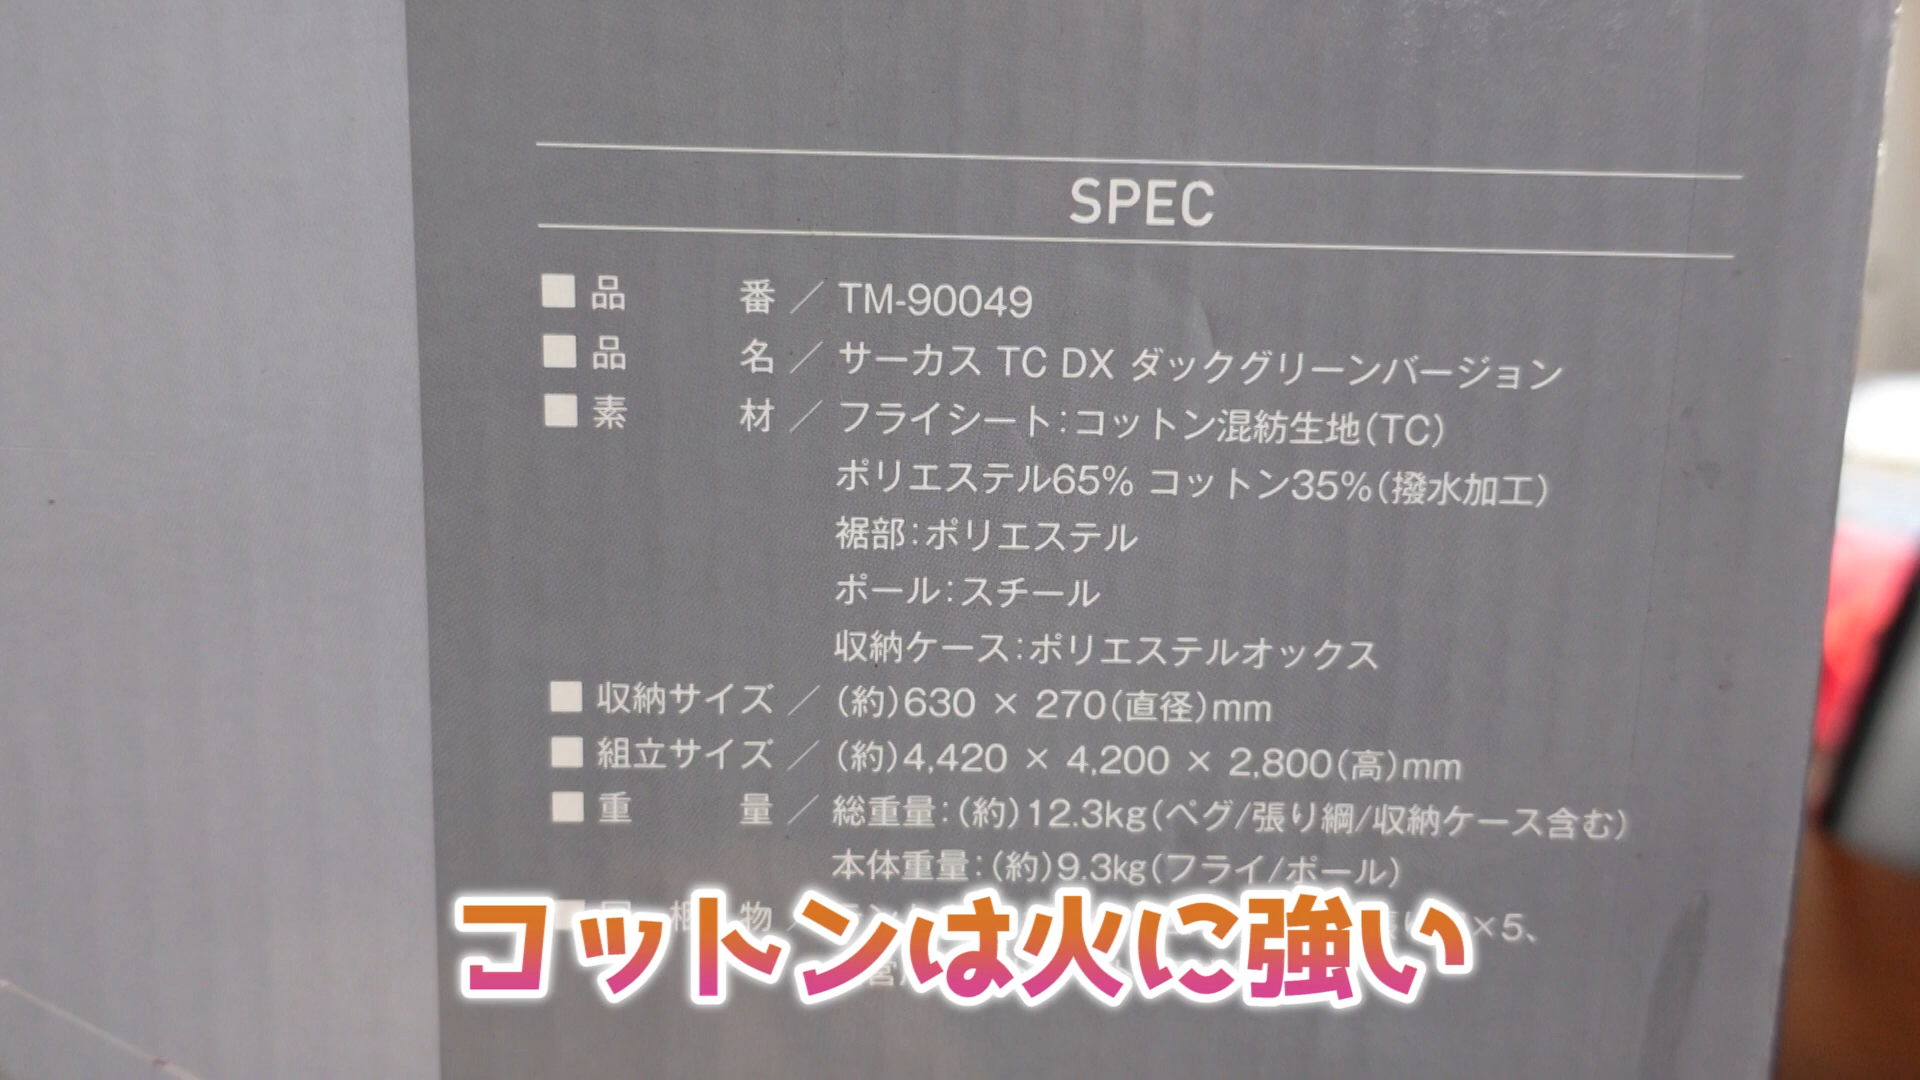 SPEC
■品　番／TM-90049
■品　名／サーカス TC DX ダックグリーンバージョン
■素　材／フライシート：コットン混紡生地（TC）
ポリエステル65% コットン35%（撥水加工）
裾部：ポリエステル
ポール：スチール
収納ケース：ポリエステルオックス
■収納サイズ／（約）630 × 270（直径）mm
■組立サイズ／（約）4,420 × 4,200 × 2,800（高）mm
■重　量／総重量：（約）12.3kg（ペグ/張り綱/収納ケース含む）
本体重量：（約）9.3kg（フライ/ポール）
物／ ×5、
コットンは火に強い